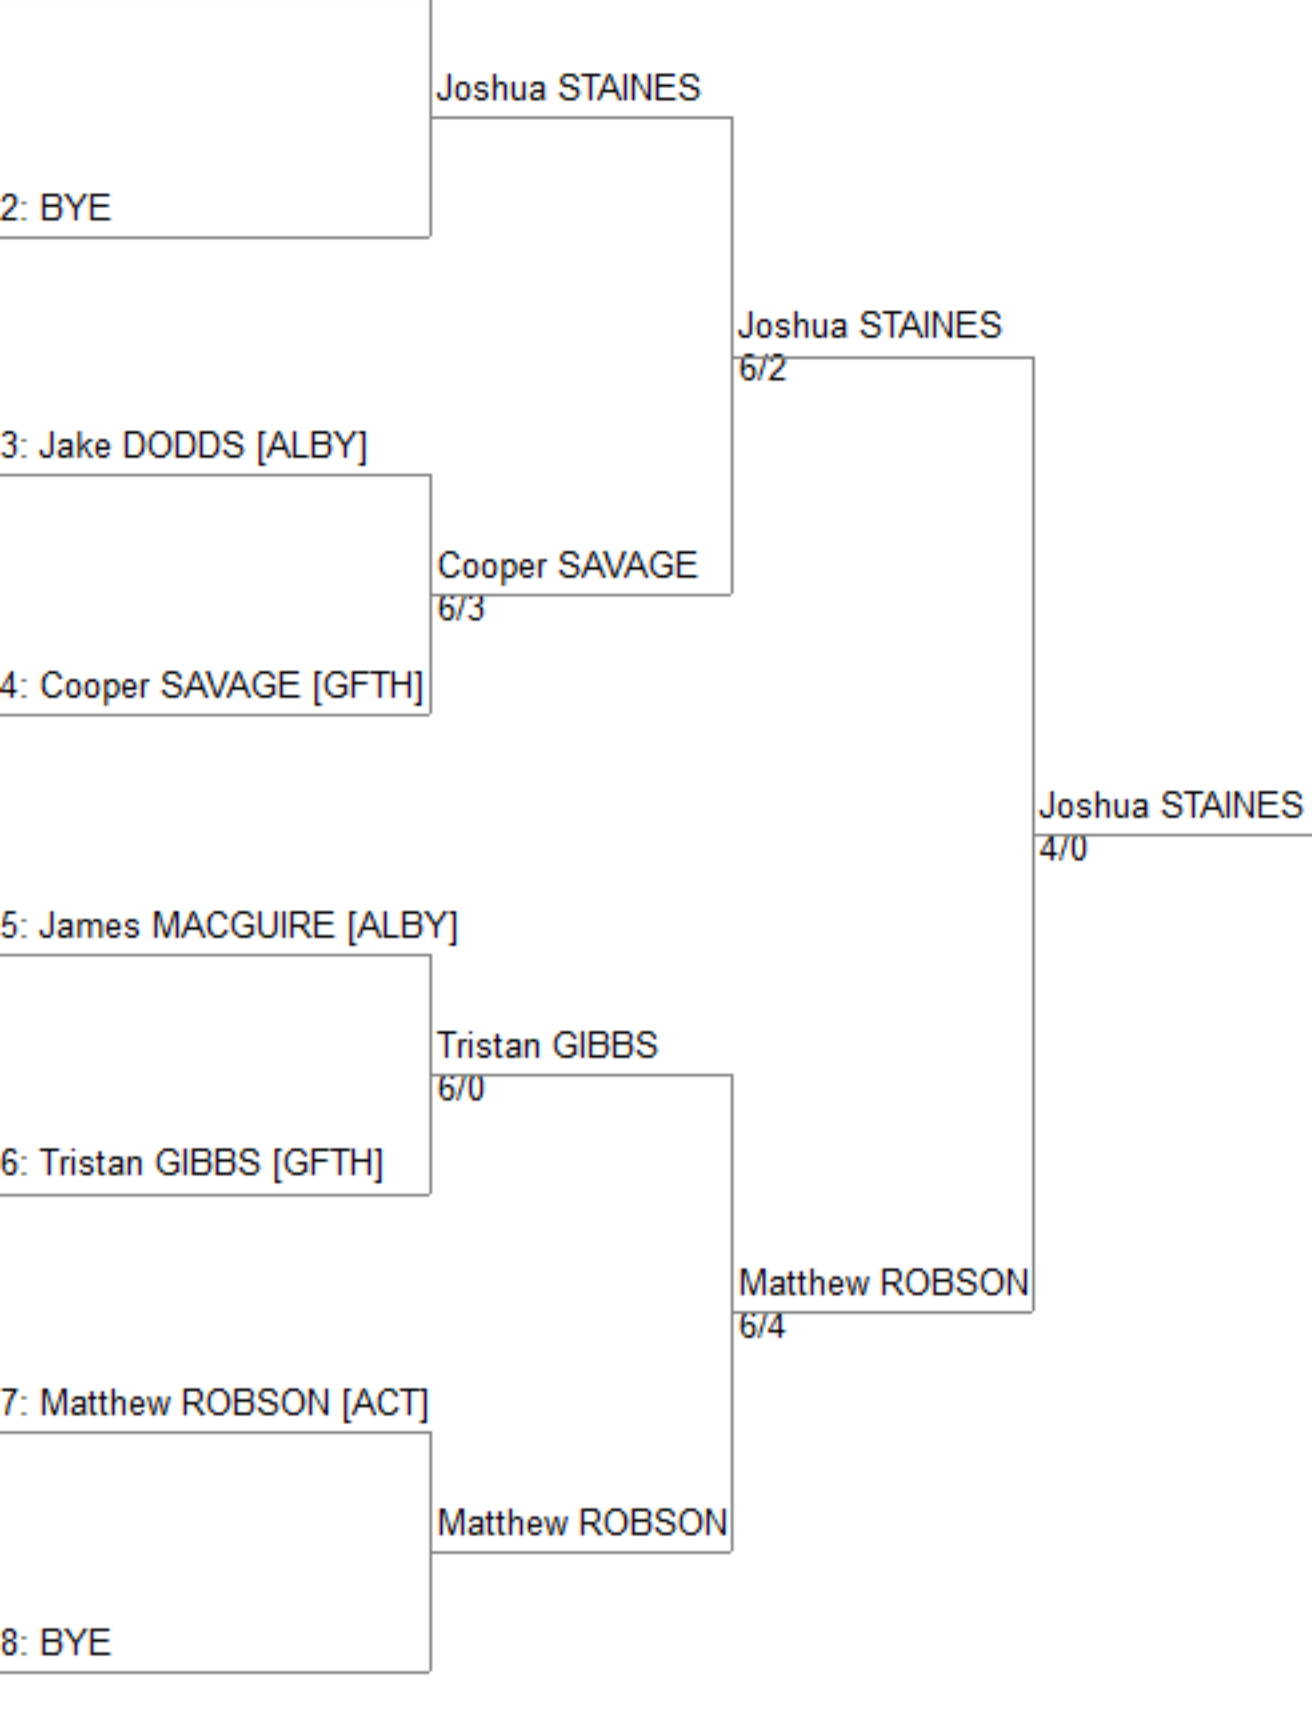 Joshua STAINES
2: BYE
Joshua STAINES
6/2
3: Jake DODDS [ALBY]
Cooper SAVAGE
6/3
4: Cooper SAVAGE [GFTH]
Joshua STAINES
4/0
5: James MACGUIRE [ALBY]
Tristan GIBBS
6/0
6: Tristan GIBBS [GFTH]
Matthew ROBSON
6/4
7: Matthew ROBSON [ACT]
Matthew ROBSON
8: BYE